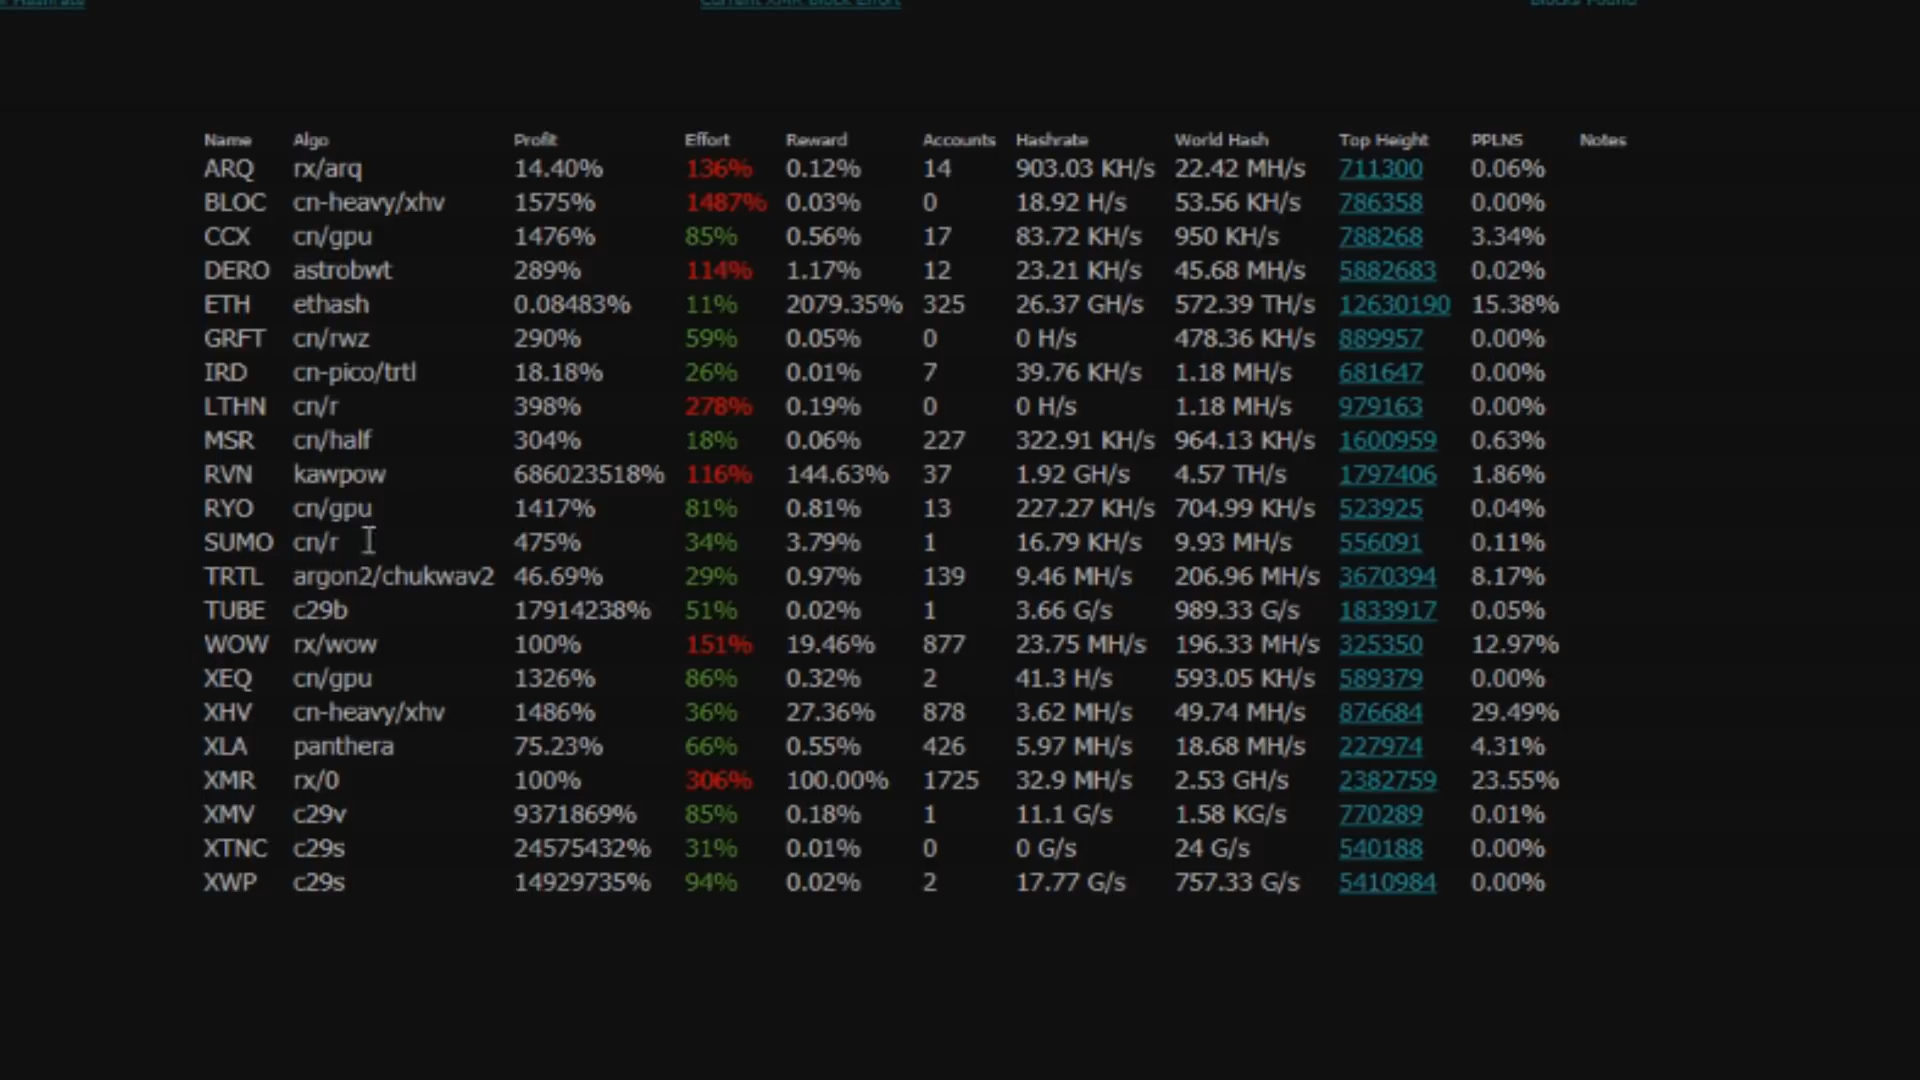 Current XMR Block Effort
Blocks Found
Name Algo Profit Effort Reward Accounts Hashrate World Hash Top Height PPLNS Notes
ARQ rx/arq 14.40% 136% 0.12% 14 903.03 KH/s 22.42 MH/s 711300 0.06%
BLOC cn-heavy/xhv 1575% 1487% 0.03% 0 18.92 H/s 53.56 KH/s 786358 0.00%
CCX cn/gpu 1476% 85% 0.56% 17 83.72 KH/s 950 KH/s 788268 3.34%
DERO astrobwt 289% 114% 1.17% 12 23.21 KH/s 45.68 MH/s 5882683 0.02%
ETH ethash 0.08483% 11% 2079.35% 325 26.37 GH/s 572.39 TH/s 12630190 15.38%
GRFT cn/rwz 290% 59% 0.05% 0 0 H/s 478.36 KH/s 889957 0.00%
IRD cn-pico/trtl 18.18% 26% 0.01% 7 39.76 KH/s 1.18 MH/s 681647 0.00%
LTHN cn/r 398% 278% 0.19% 0 0 H/s 1.18 MH/s 979163 0.00%
MSR cn/half 304% 18% 0.06% 227 322.91 KH/s 964.13 KH/s 1600959 0.63%
RVN kawpow 686023518% 116% 144.63% 37 1.92 GH/s 4.57 TH/s 1797406 1.86%
RYO cn/gpu 1417% 81% 0.81% 13 227.27 KH/s 704.99 KH/s 523925 0.04%
SUMO cn/r 475% 34% 3.79% 1 16.79 KH/s 9.93 MH/s 556091 0.11%
TRTL argon2/chukwav2 46.69% 29% 0.97% 139 9.46 MH/s 206.96 MH/s 3670394 8.17%
TUBE c29b 17914238% 51% 0.02% 1 3.66 G/s 989.33 G/s 1833917 0.05%
WOW rx/wow 100% 151% 19.46% 877 23.75 MH/s 196.33 MH/s 325350 12.97%
XEQ cn/gpu 1326% 86% 0.32% 2 41.3 H/s 593.05 KH/s 589379 0.00%
XHV cn-heavy/xhv 1486% 36% 27.36% 878 3.62 MH/s 49.74 MH/s 876684 29.49%
XLA panthera 75.23% 66% 0.55% 426 5.97 MH/s 18.68 MH/s 227974 4.31%
XMR rx/0 100% 306% 100.00% 1725 32.9 MH/s 2.53 GH/s 2382759 23.55%
XMV c29v 9371869% 85% 0.18% 1 11.1 G/s 1.58 KG/s 770289 0.01%
XTNC c29s 24575432% 31% 0.01% 0 0 G/s 24 G/s 540188 0.00%
XWP c29s 14929735% 94% 0.02% 2 17.77 G/s 757.33 G/s 5410984 0.00%